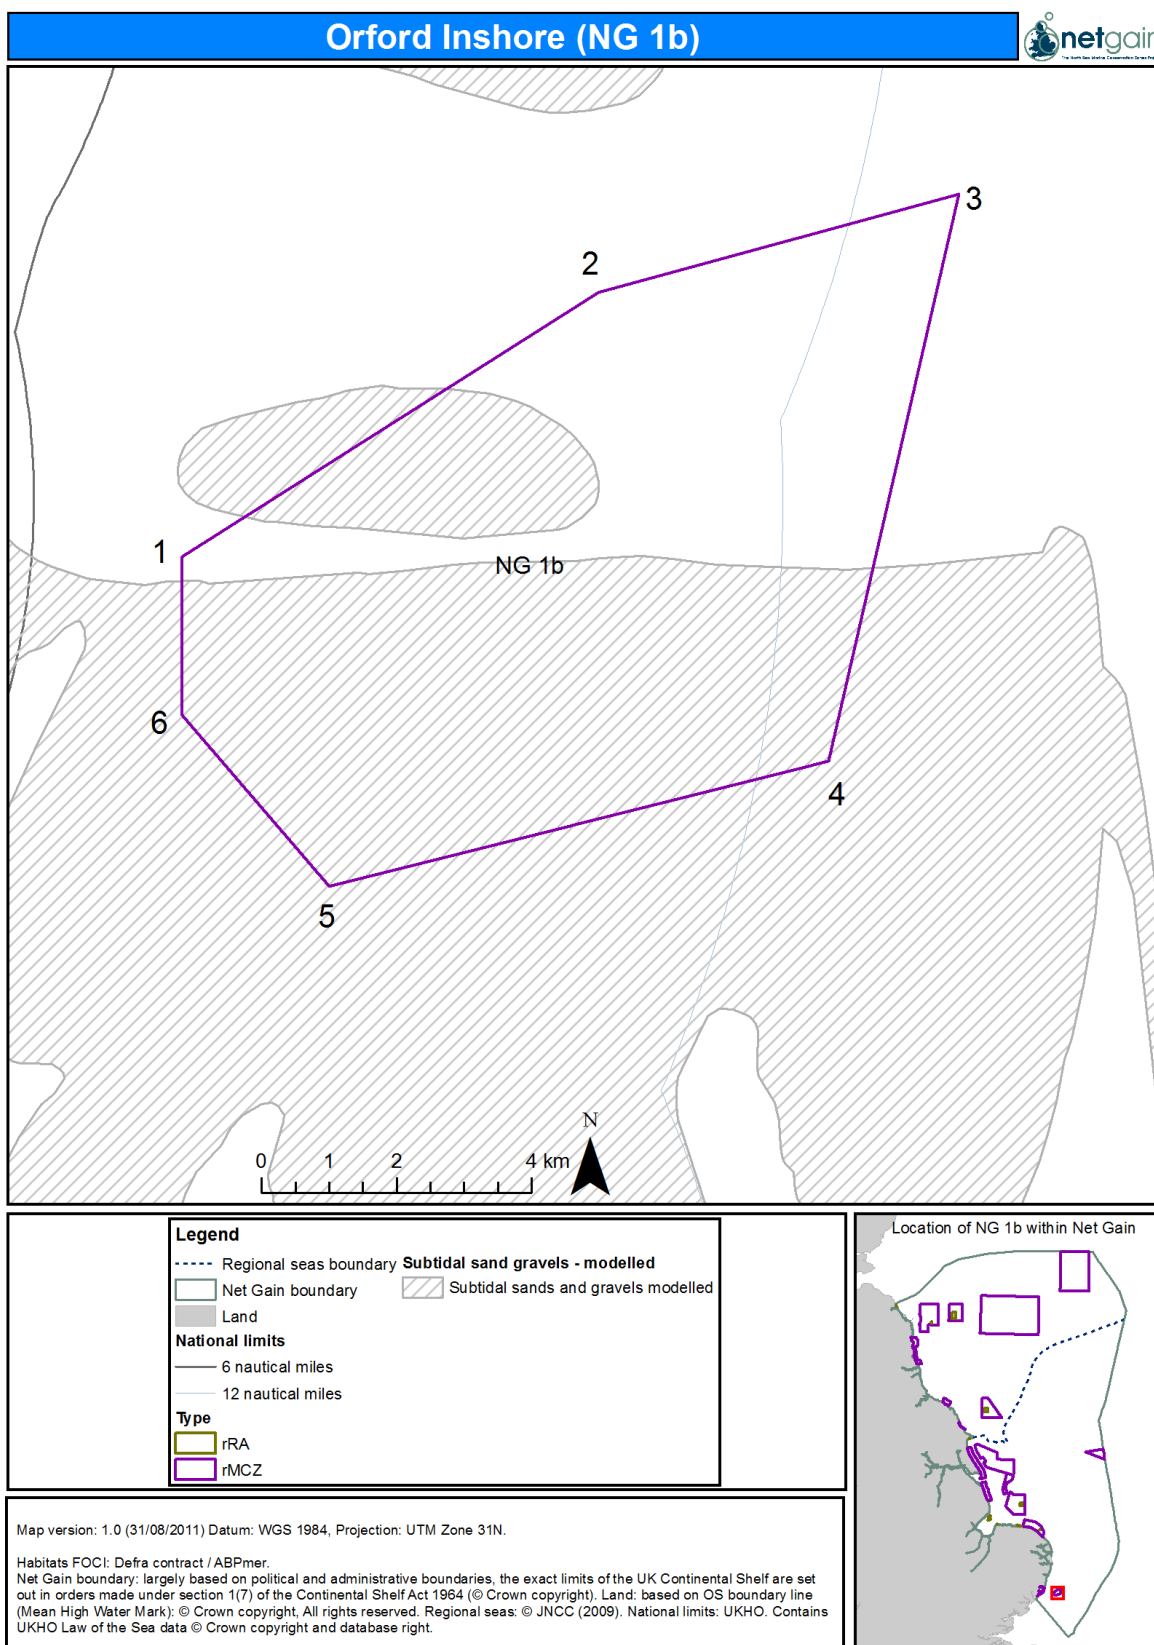 Orford Inshore (NG 1b)
netgain
3
2
1
NG 1b
6
4
5
N
0 1 2 4 km
Legend
Regional seas boundary
Net Gain boundary
Land
National limits
6 nautical miles
12 nautical miles
Type
rRA
rMCZ
Subtidal sand gravels - modelled
Subtidal sands and gravels modelled
Location of NG 1b within Net Gain
Map version: 1.0 (31/08/2011) Datum: WGS 1984, Projection: UTM Zone 31N.
Habitats FOCI: Defra contract / ABPmer.
Net Gain boundary: largely based on political and administrative boundaries, the exact limits of the UK Continental Shelf are set
out in orders made under section 1(7) of the Continental Shelf Act 1964 (© Crown copyright). Land: based on OS boundary line
(Mean High Water Mark): © Crown copyright, All rights reserved. Regional seas: © JNCC (2009). National limits: UKHO. Contains
UKHO Law of the Sea data © Crown copyright and database right.